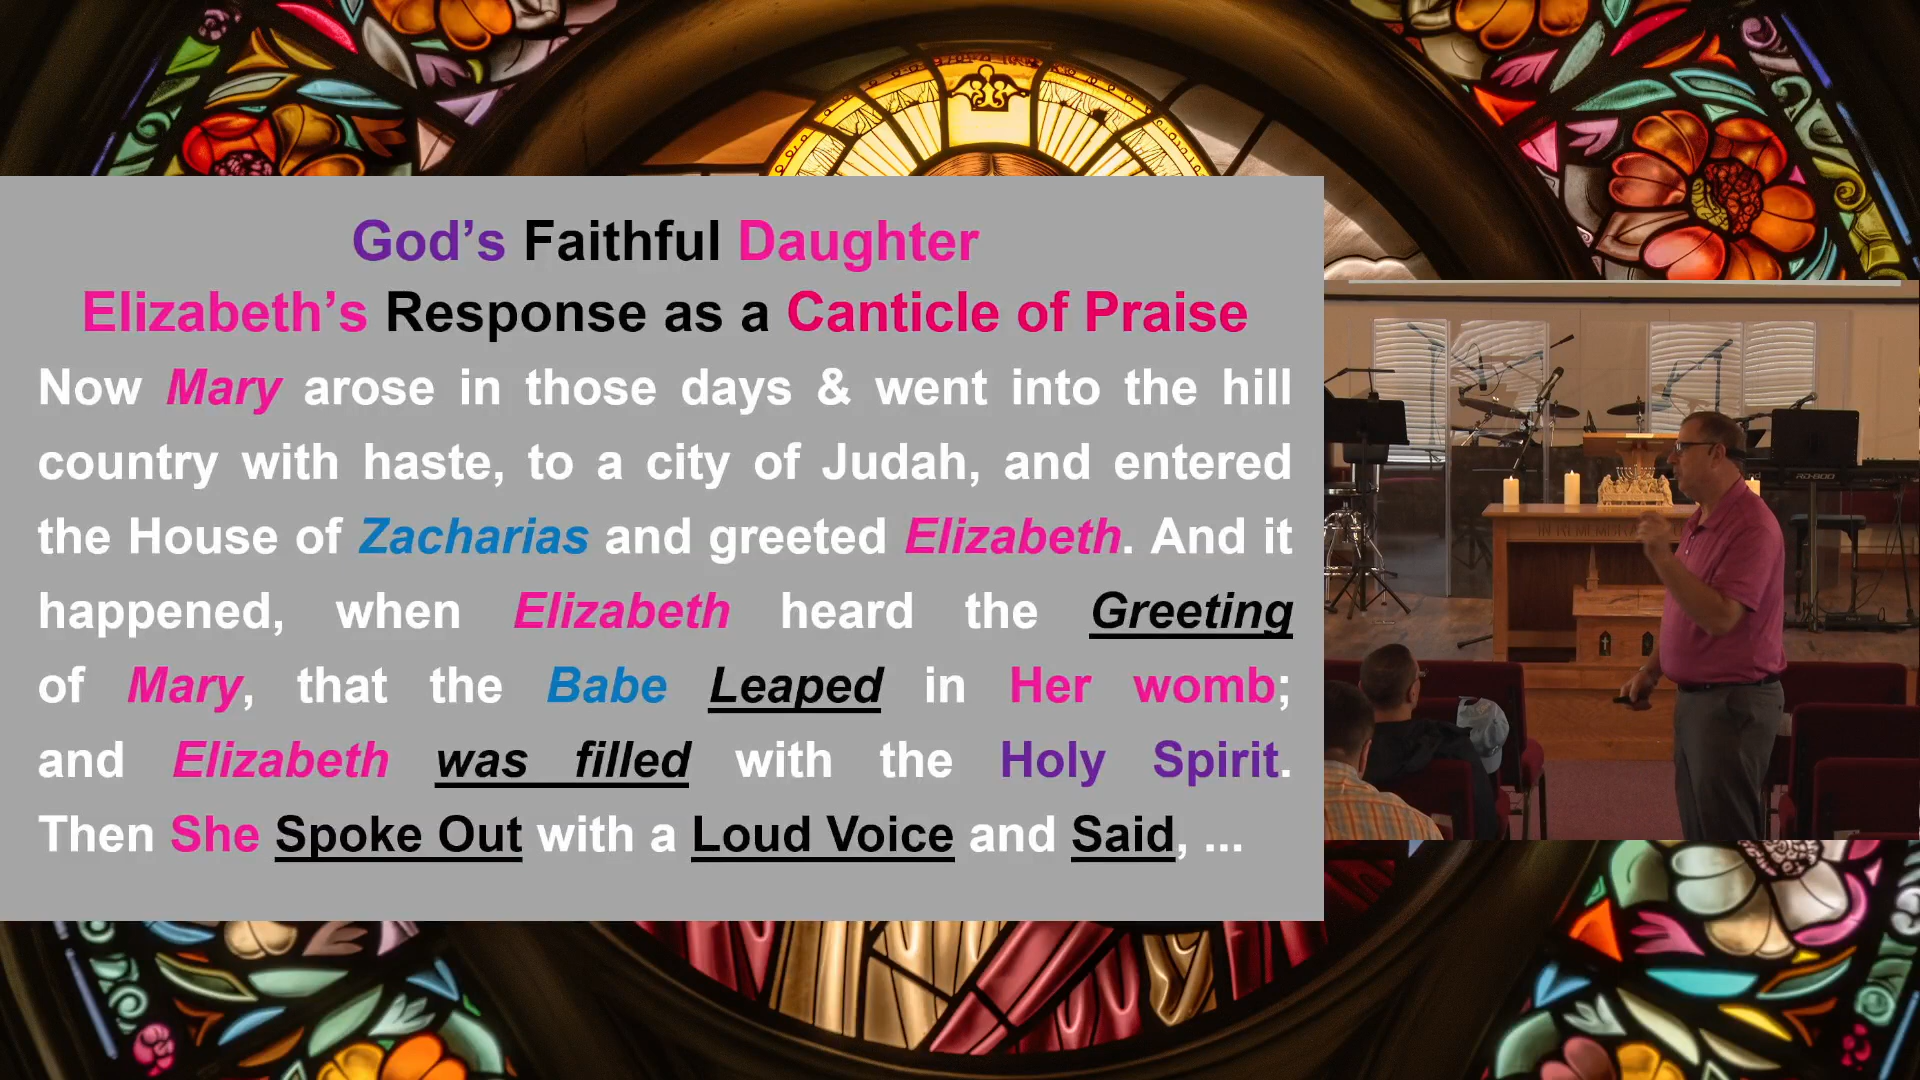 God’s Faithful Daughter
Elizabeth’s Response as a Canticle of Praise
Now Mary arose in those days & went into the hill
country with haste, to a city of Judah, and entered
the House of Zacharias and greeted Elizabeth. And it
happened, when Elizabeth heard the Greeting
of Mary, that the Babe Leaped in Her womb;
and Elizabeth was filled with the Holy Spirit.
Then She Spoke Out with a Loud Voice and Said, ...